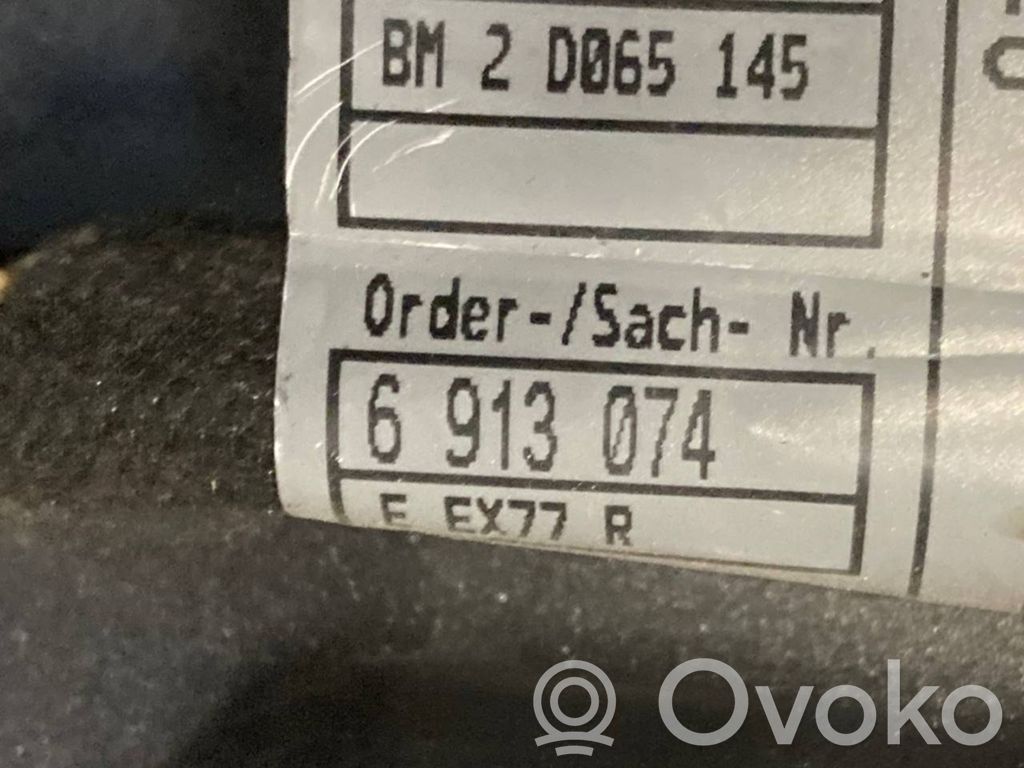 BM 2 D065 145
Order-/Sach- Nr.
6 913 074
E EX77 R
Ovoko